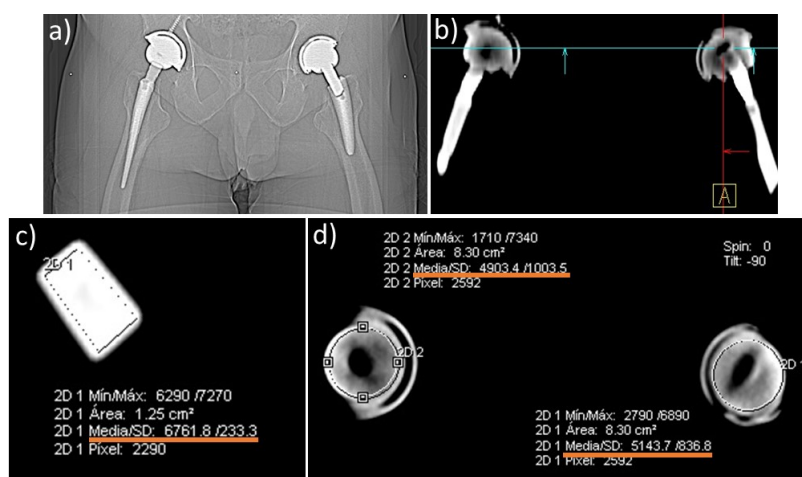 a)
b)
A
c)
2D 1
2D 1 Mín/Máx: 6290 /7270
2D 1 Área: 1.25 cm²
2D 1 Media/SD: 6761.8 /233.3
2D 1 Píxel: 2290
d)
2D 2 Mín/Máx: 1710 /7340
2D 2 Área: 8.30 cm²
2D 2 Media/SD: 4903.4 /1003.5
2D 2 Píxel: 2592
Spin: 0
Tilt: -90
2D 2
2D 1
2D 1 Mín/Máx: 2790 /6890
2D 1 Área: 8.30 cm²
2D 1 Media/SD: 5143.7 /836.8
2D 1 Píxel: 2592